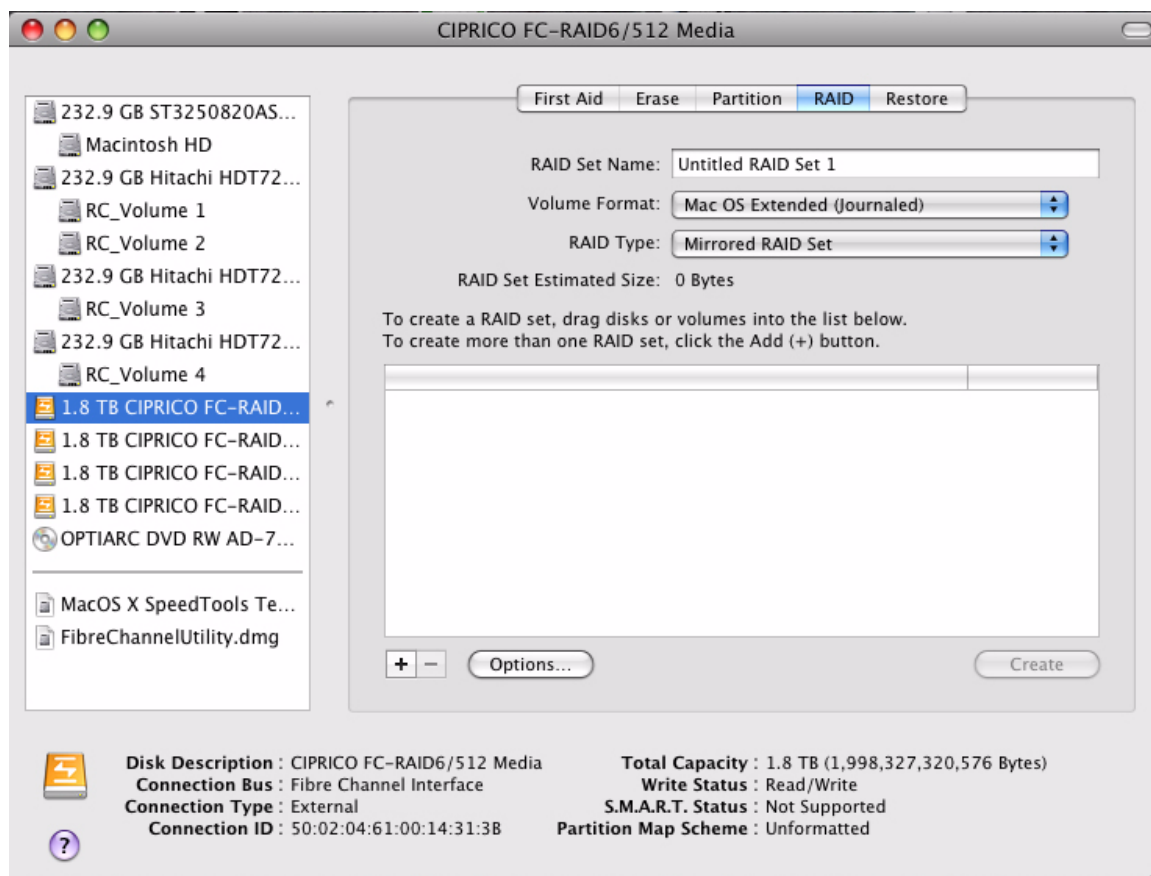 CIPRICO FC-RAID6/512 Media
232.9 GB ST3250820AS...
Macintosh HD
232.9 GB Hitachi HDT72...
RC_Volume 1
RC_Volume 2
232.9 GB Hitachi HDT72...
RC_Volume 3
232.9 GB Hitachi HDT72...
RC_Volume 4
1.8 TB CIPRICO FC-RAID...
1.8 TB CIPRICO FC-RAID...
1.8 TB CIPRICO FC-RAID...
1.8 TB CIPRICO FC-RAID...
OPTIARC DVD RW AD-7...
MacOS X SpeedTools Te...
FibreChannelUtility.dmg
First Aid Erase Partition RAID Restore
RAID Set Name: Untitled RAID Set 1
Volume Format: Mac OS Extended (Journaled)
RAID Type: Mirrored RAID Set
RAID Set Estimated Size: 0 Bytes
To create a RAID set, drag disks or volumes into the list below.
To create more than one RAID set, click the Add (+) button.
+ − Options... Create
Disk Description : CIPRICO FC-RAID6/512 Media
Connection Bus : Fibre Channel Interface
Connection Type : External
Connection ID : 50:02:04:61:00:14:31:3B
Total Capacity : 1.8 TB (1,998,327,320,576 Bytes)
Write Status : Read/Write
S.M.A.R.T. Status : Not Supported
Partition Map Scheme : Unformatted
?